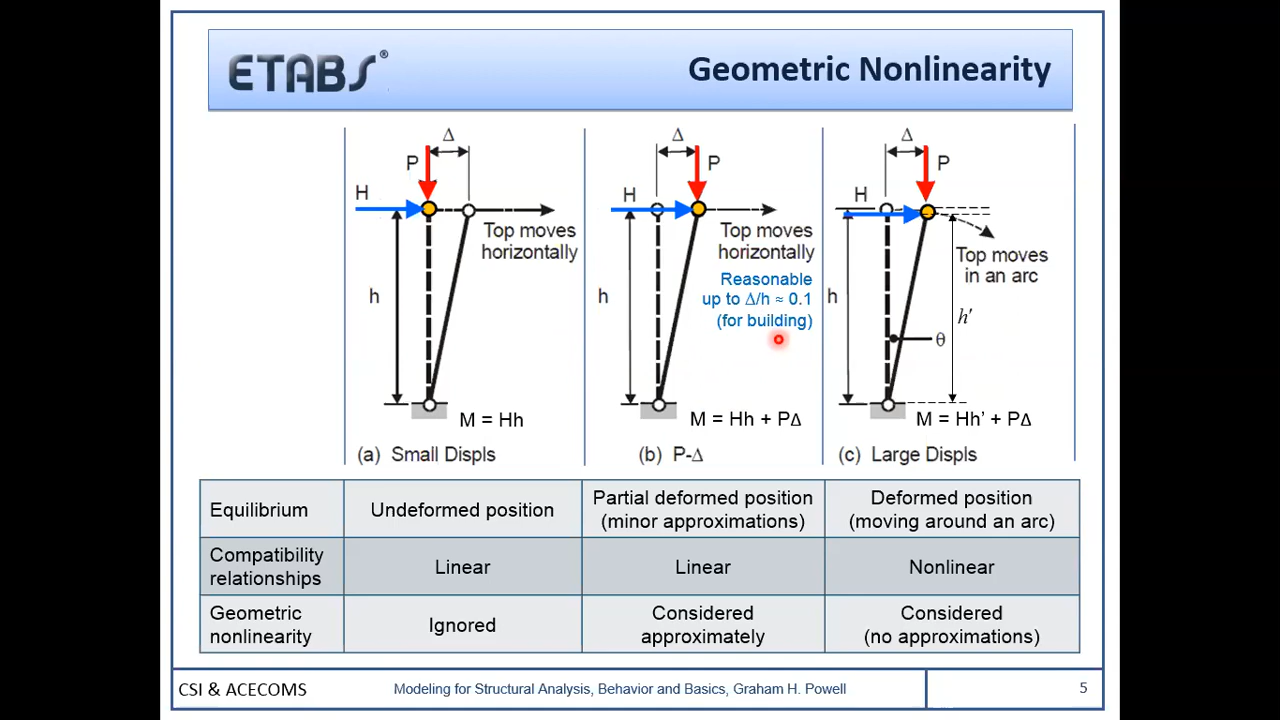 ETABS®
Geometric Nonlinearity
Δ
P
H
Top moves
horizontally
h
M = Hh
(a) Small Displs
Δ
P
H
Top moves
horizontally
Reasonable
up to Δ/h ≈ 0.1
(for building)
h
M = Hh + PΔ
(b) P-Δ
Δ
P
H
Top moves
in an arc
h
h'
θ
M = Hh' + PΔ
(c) Large Displs
Equilibrium
Undeformed position
Partial deformed position
(minor approximations)
Deformed position
(moving around an arc)
Compatibility
relationships
Linear
Linear
Nonlinear
Geometric
nonlinearity
Ignored
Considered
approximately
Considered
(no approximations)
CSI & ACECOMS
Modeling for Structural Analysis, Behavior and Basics, Graham H. Powell
5